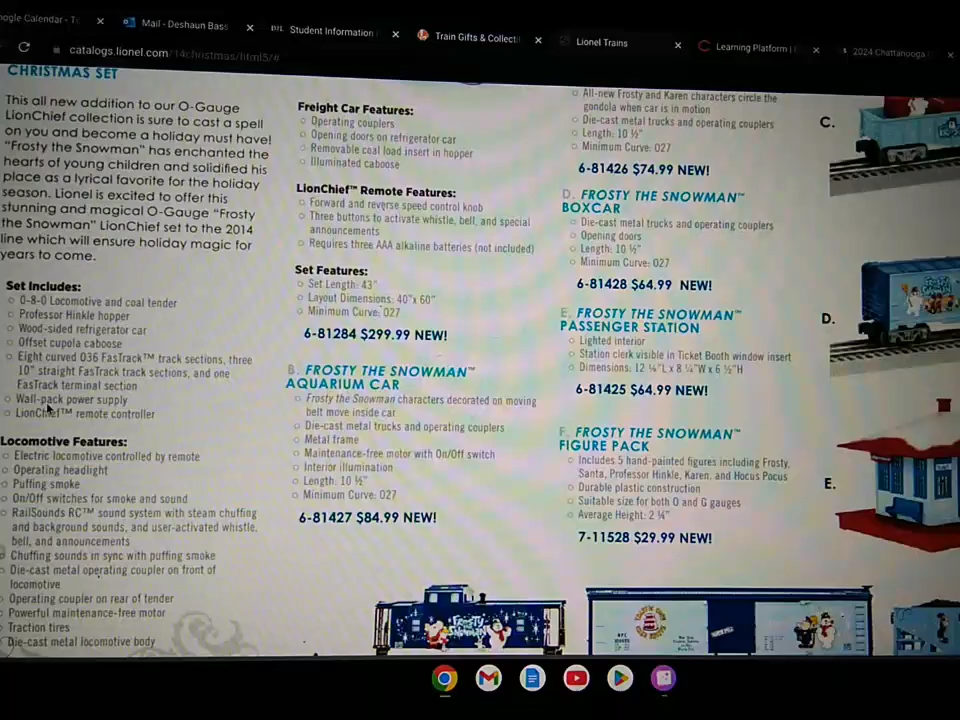 Google Calendar - T
Mail - Deshaun Bass
Student Information
Train Gifts & Collecti
Lionel Trains
Learning Platform |
2024 Chattanooga
catalogs.lionel.com/14christmas/html5/#
CHRISTMAS SET
This all new addition to our O-Gauge
LionChief collection is sure to cast a spell
on you and become a holiday must have!
"Frosty the Snowman" has enchanted the
hearts of young children and solidified his
place as a lyrical favorite for the holiday
season. Lionel is excited to offer this
stunning and magical O-Gauge "Frosty
the Snowman" LionChief set to the 2014
line which will ensure holiday magic for
years to come.
Set Includes:
0-8-0 Locomotive and coal tender
Professor Hinkle hopper
Wood-sided refrigerator car
Offset cupola caboose
Eight curved O36 FasTrack™ track sections, three
10" straight FasTrack track sections, and one
FasTrack terminal section
Wall-pack power supply
LionChief™ remote controller
Locomotive Features:
Electric locomotive controlled by remote
Operating headlight
Puffing smoke
On/Off switches for smoke and sound
RailSounds RC™ sound system with steam chuffing
and background sounds, and user-activated whistle,
bell, and announcements
Chuffing sounds in sync with puffing smoke
Die-cast metal operating coupler on front of
locomotive
Operating coupler on rear of tender
Powerful maintenance-free motor
Traction tires
Die-cast metal locomotive body
Freight Car Features:
Operating couplers
Opening doors on refrigerator car
Removable coal load insert in hopper
Illuminated caboose
LionChief™ Remote Features:
Forward and reverse speed control knob
Three buttons to activate whistle, bell, and special
announcements
Requires three AAA alkaline batteries (not included)
Set Features:
Set Length: 43"
Layout Dimensions: 40"x 60"
Minimum Curve: 027
6-81284 $299.99 NEW!
B. FROSTY THE SNOWMAN™
AQUARIUM CAR
Frosty the Snowman characters decorated on moving
belt move inside car
Die-cast metal trucks and operating couplers
Metal frame
Maintenance-free motor with On/Off switch
Interior illumination
Length: 10 ½"
Minimum Curve: 027
6-81427 $84.99 NEW!
All-new Frosty and Karen characters circle the
gondola when car is in motion
Die-cast metal trucks and operating couplers
Length: 10 ½"
Minimum Curve: 027
6-81426 $74.99 NEW!
D. FROSTY THE SNOWMAN™
BOXCAR
Die-cast metal trucks and operating couplers
Opening doors
Length: 10 ½"
Minimum Curve: 027
6-81428 $64.99 NEW!
E. FROSTY THE SNOWMAN™
PASSENGER STATION
Lighted interior
Station clerk visible in Ticket Booth window insert
Dimensions: 12 ¼"L x 8 ¼"W x 6 ½"H
6-81425 $64.99 NEW!
F. FROSTY THE SNOWMAN™
FIGURE PACK
Includes 5 hand-painted figures including Frosty,
Santa, Professor Hinkle, Karen, and Hocus Pocus
Durable plastic construction
Suitable size for both O and G gauges
Average Height: 2 ¾"
7-11528 $29.99 NEW!
C.
D.
E.